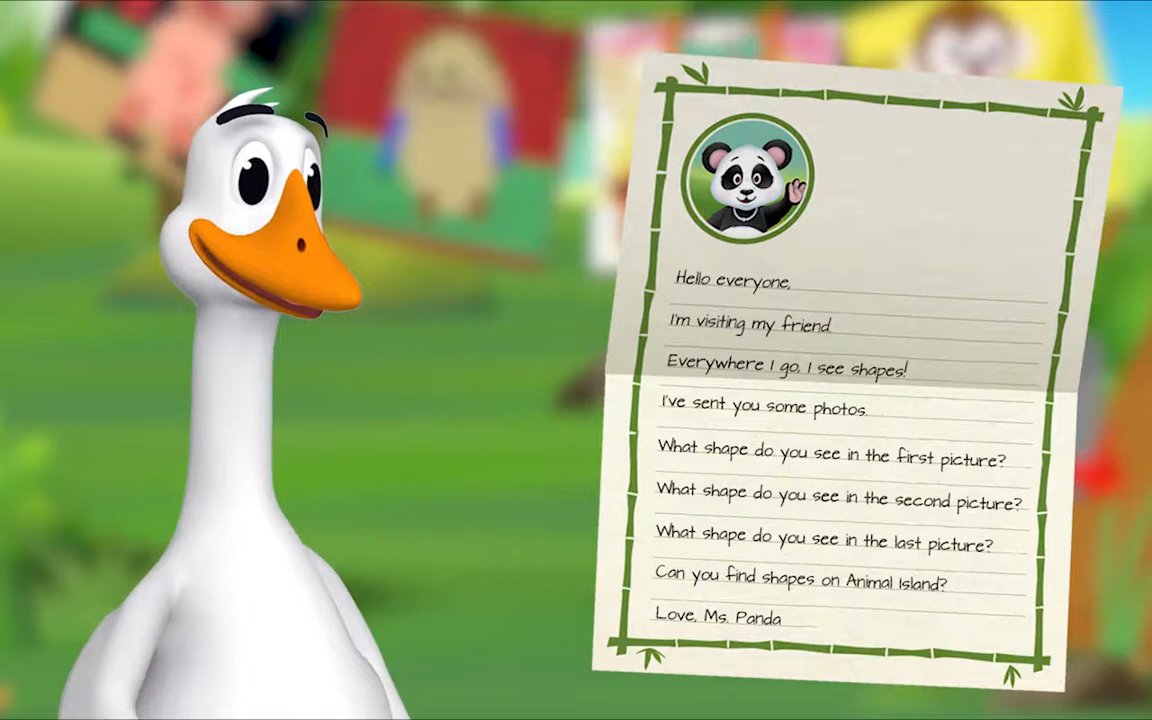 Hello everyone,
I'm visiting my friend.
Everywhere I go, I see shapes!
I've sent you some photos.
What shape do you see in the first picture?
What shape do you see in the second picture?
What shape do you see in the last picture?
Can you find shapes on Animal Island?
Love, Ms. Panda